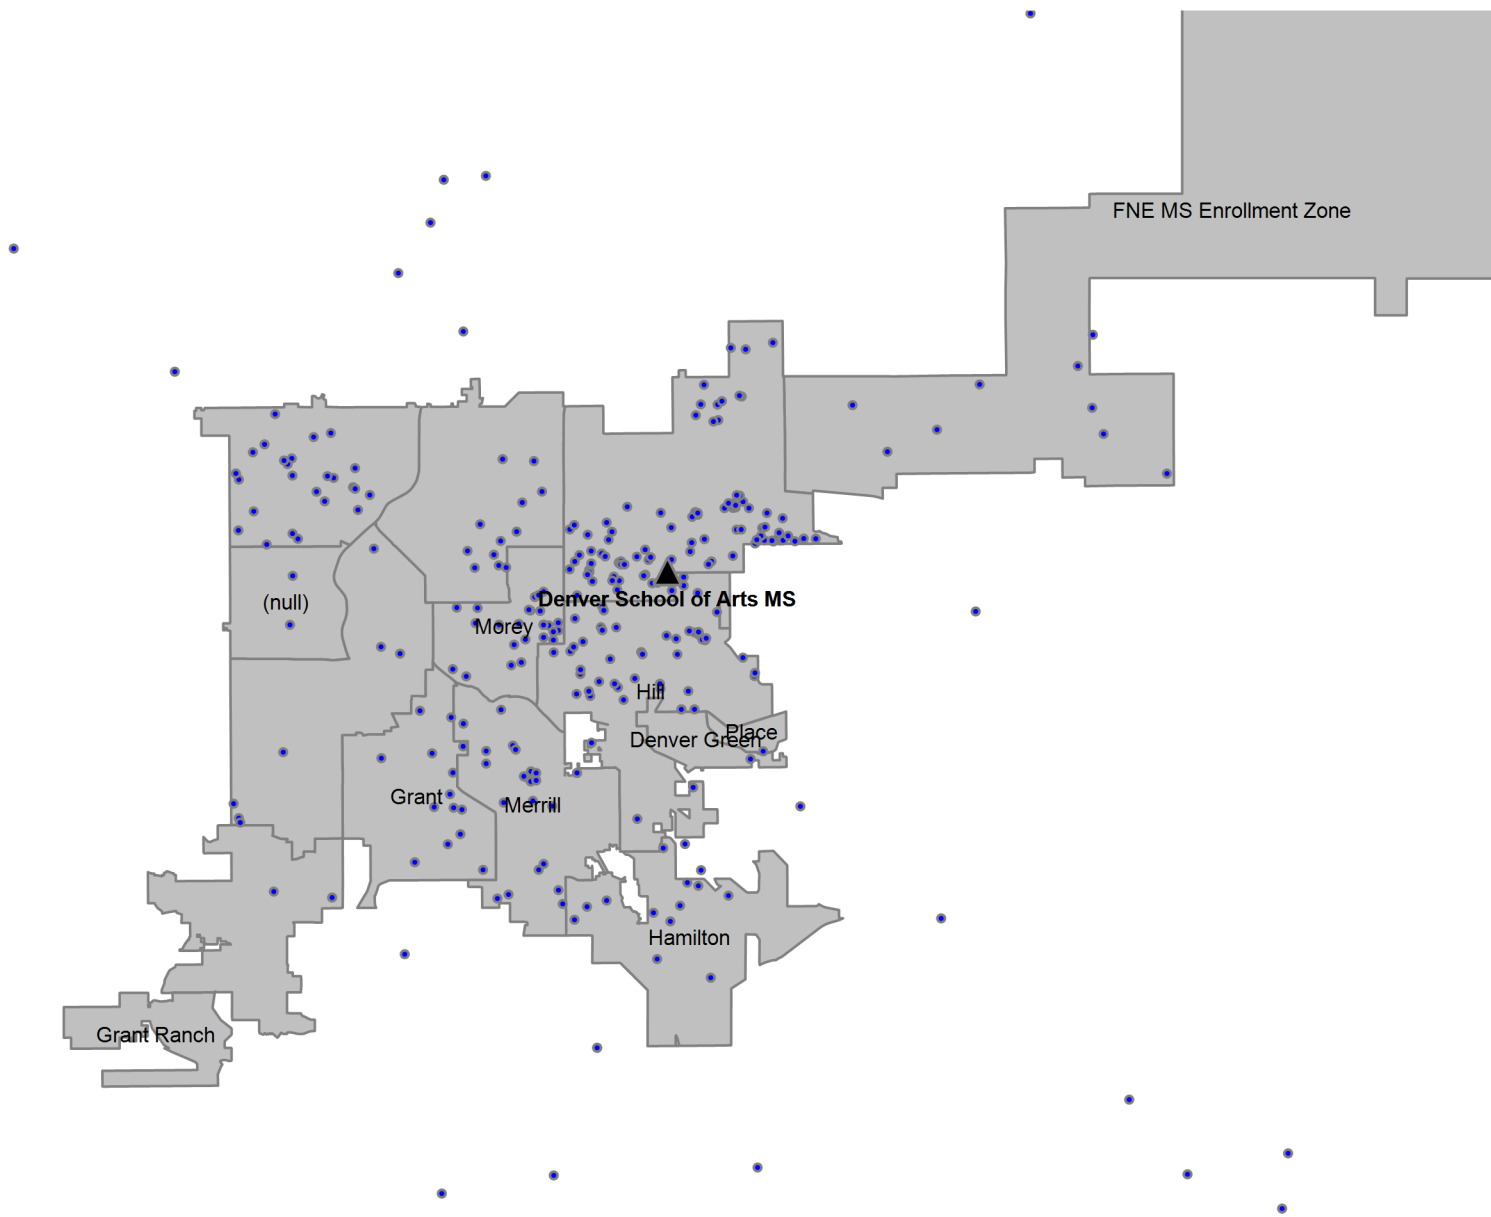 FNE MS Enrollment Zone
Denver School of Arts MS
(null)
Morey
Hill
Place
Denver Green
Grant
Merrill
Hamilton
Grant Ranch